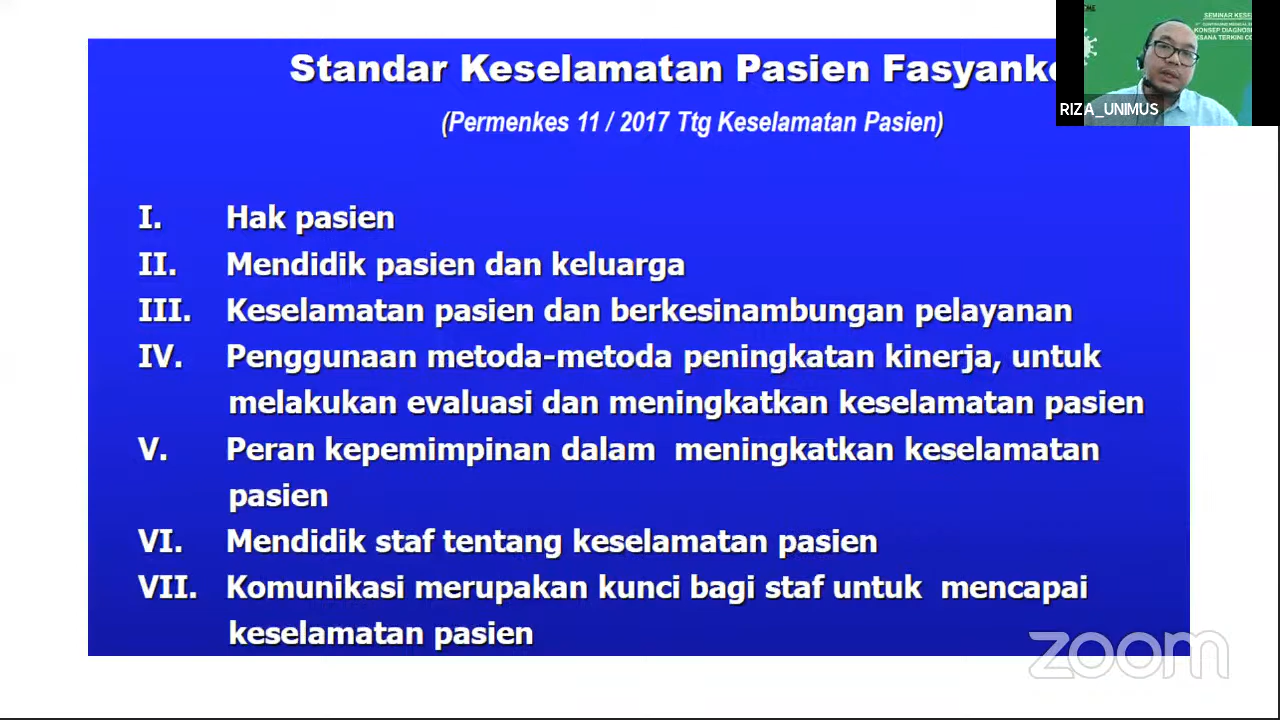 Standar Keselamatan Pasien Fasyanke
(Permenkes 11 / 2017 Ttg Keselamatan Pasien)
I. Hak pasien
II. Mendidik pasien dan keluarga
III. Keselamatan pasien dan berkesinambungan pelayanan
IV. Penggunaan metoda-metoda peningkatan kinerja, untuk
melakukan evaluasi dan meningkatkan keselamatan pasien
V. Peran kepemimpinan dalam meningkatkan keselamatan
pasien
VI. Mendidik staf tentang keselamatan pasien
VII. Komunikasi merupakan kunci bagi staf untuk mencapai
keselamatan pasien
SEMINAR
KONSEP
RIZA_UNIMUS
zoom